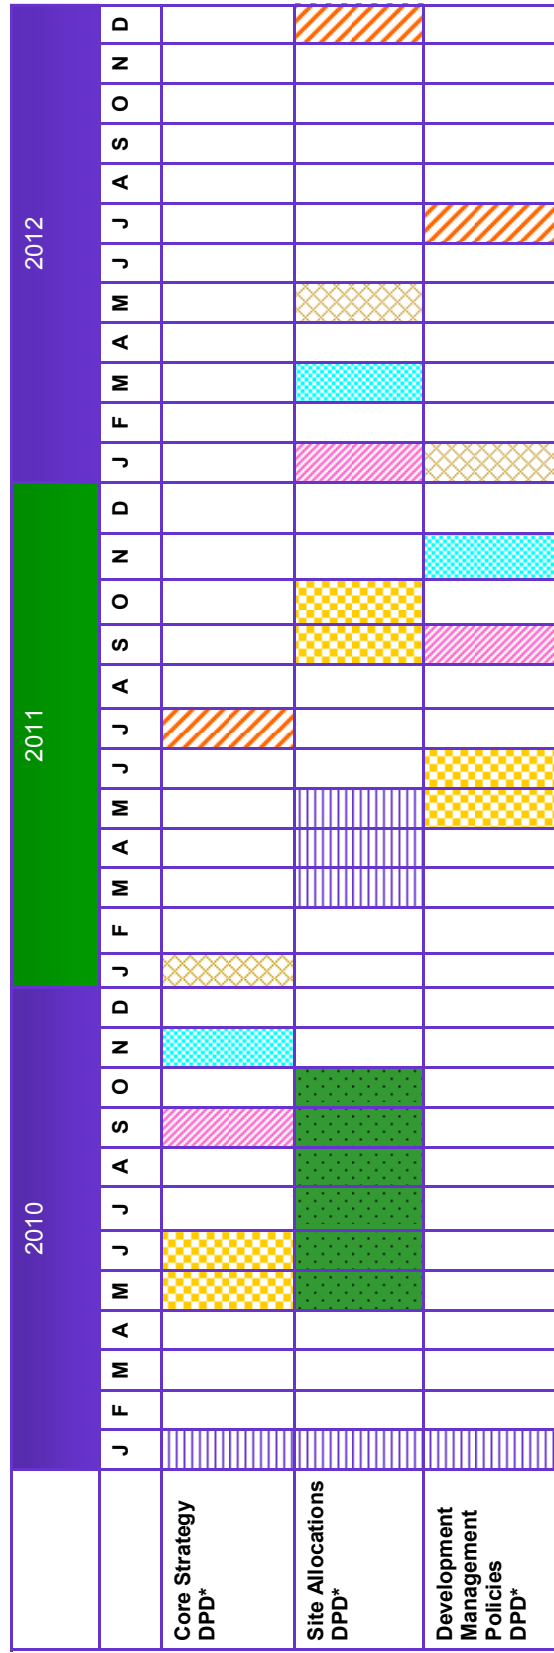 2010 2011 2012
J F M A M J J A S O N D J F M A M J J A S O N D J F M A M J J A S O N D
Core Strategy
DPD*
Site Allocations
DPD*
Development
Management
Policies
DPD*